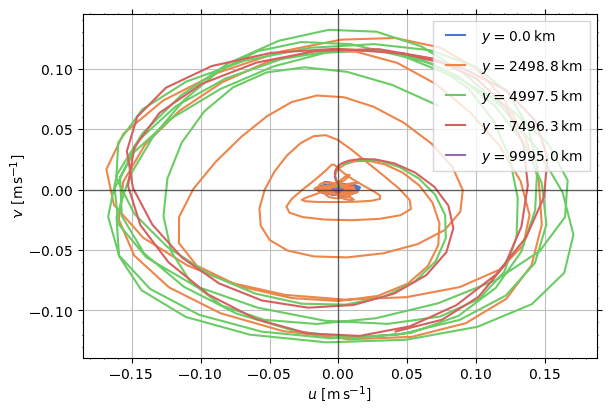 0.10
0.05
0.00
−0.05
−0.10
v [m s⁻¹]
y = 0.0 km
y = 2498.8 km
y = 4997.5 km
y = 7496.3 km
y = 9995.0 km
−0.15 −0.10 −0.05 0.00 0.05 0.10 0.15
u [m s⁻¹]